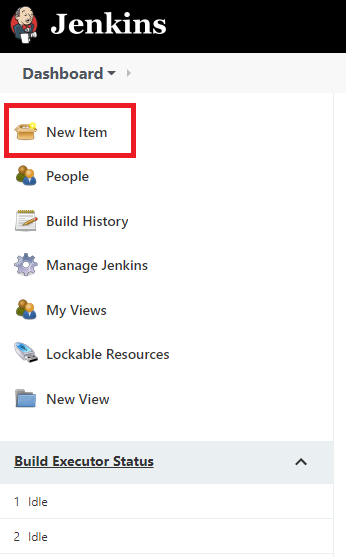 Jenkins
Dashboard
New Item
People
Build History
Manage Jenkins
My Views
Lockable Resources
New View
Build Executor Status
1 Idle
2 Idle